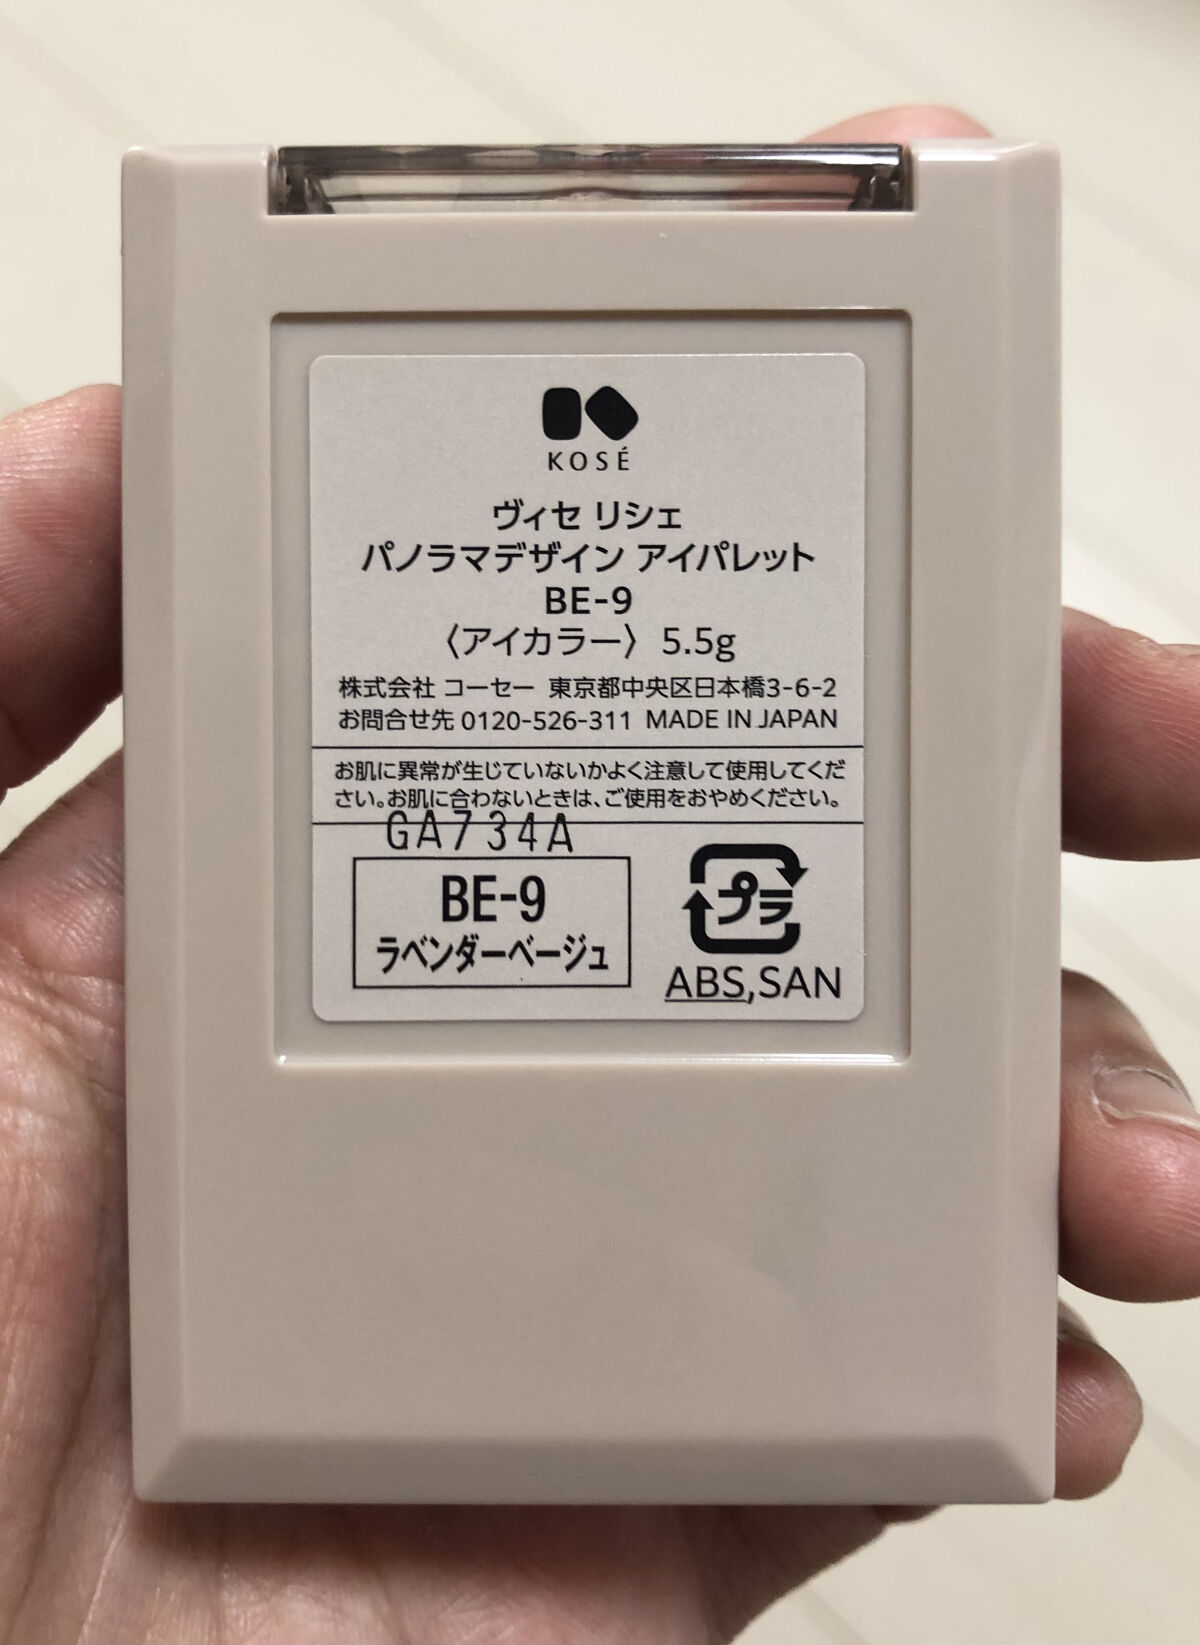 KOSÉ
ヴィセ リシェ
パノラマデザイン アイパレット
BE-9
〈アイカラー〉 5.5g
株式会社 コーセー 東京都中央区日本橋3-6-2
お問合せ先 0120-526-311 MADE IN JAPAN
お肌に異常が生じていないかよく注意して使用してくだ
さい。お肌に合わないときは、ご使用をおやめください。
GA734A
BE-9
ラベンダーベージュ
プラ
ABS,SAN